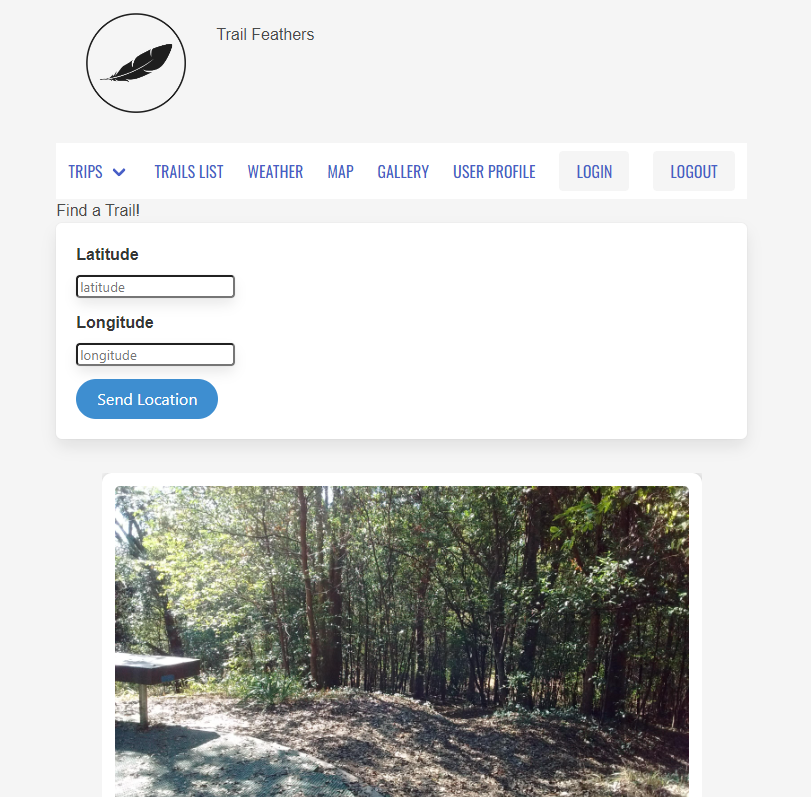 Trail Feathers
TRIPS TRAILS LIST WEATHER MAP GALLERY USER PROFILE LOGIN LOGOUT
Find a Trail!
Latitude
latitude
Longitude
longitude
Send Location